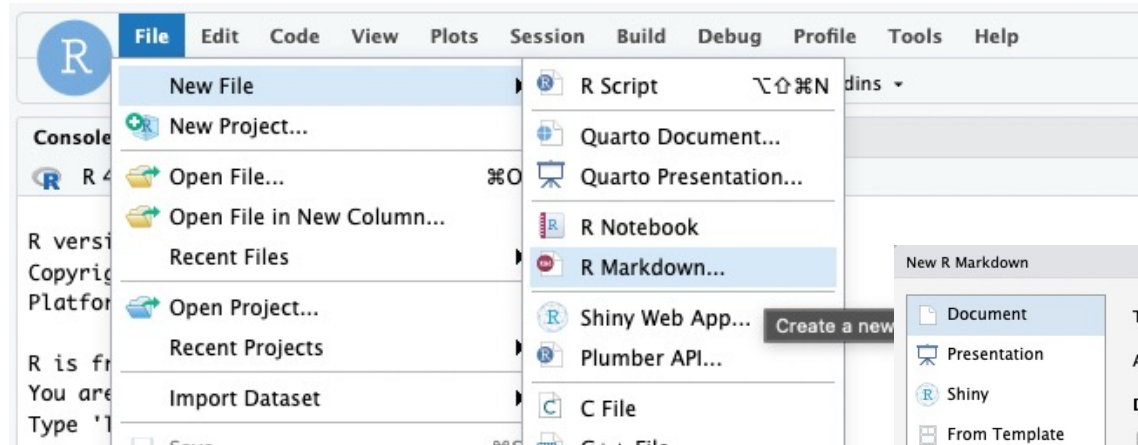 R
File Edit Code View Plots Session Build Debug Profile Tools Help
New File
New Project...
Open File...
⌘O
Open File in New Column...
Recent Files
Open Project...
Recent Projects
Import Dataset
R Script
⌥⇧⌘N
Quarto Document...
Quarto Presentation...
R Notebook
R Markdown...
Shiny Web App...
Plumber API...
C File
dins
Create a new
Console
R 4
R versi
Copyrig
Platfor
R is fr
You are
Type 'l
New R Markdown
Document
Presentation
Shiny
From Template